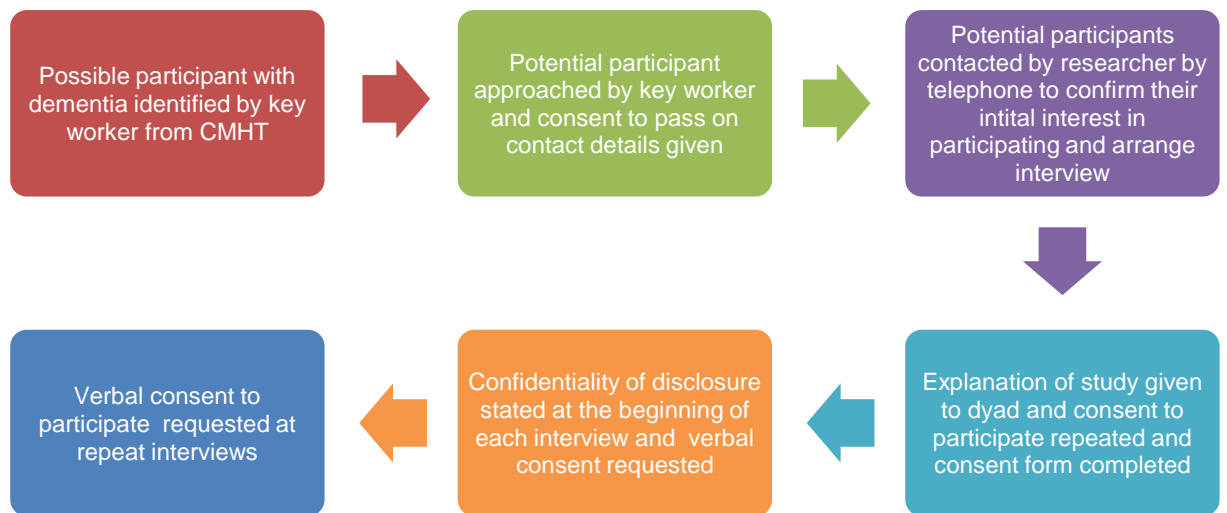 Possible participant with
dementia identified by key
worker from CMHT
Potential participant
approached by key worker
and consent to pass on
contact details given
Potential participants
contacted by researcher by
telephone to confirm their
intital interest in
participating and arrange
interview
Explanation of study given
to dyad and consent to
participate repeated and
consent form completed
Confidentiality of disclosure
stated at the beginning of
each interview and verbal
consent requested
Verbal consent to
participate requested at
repeat interviews